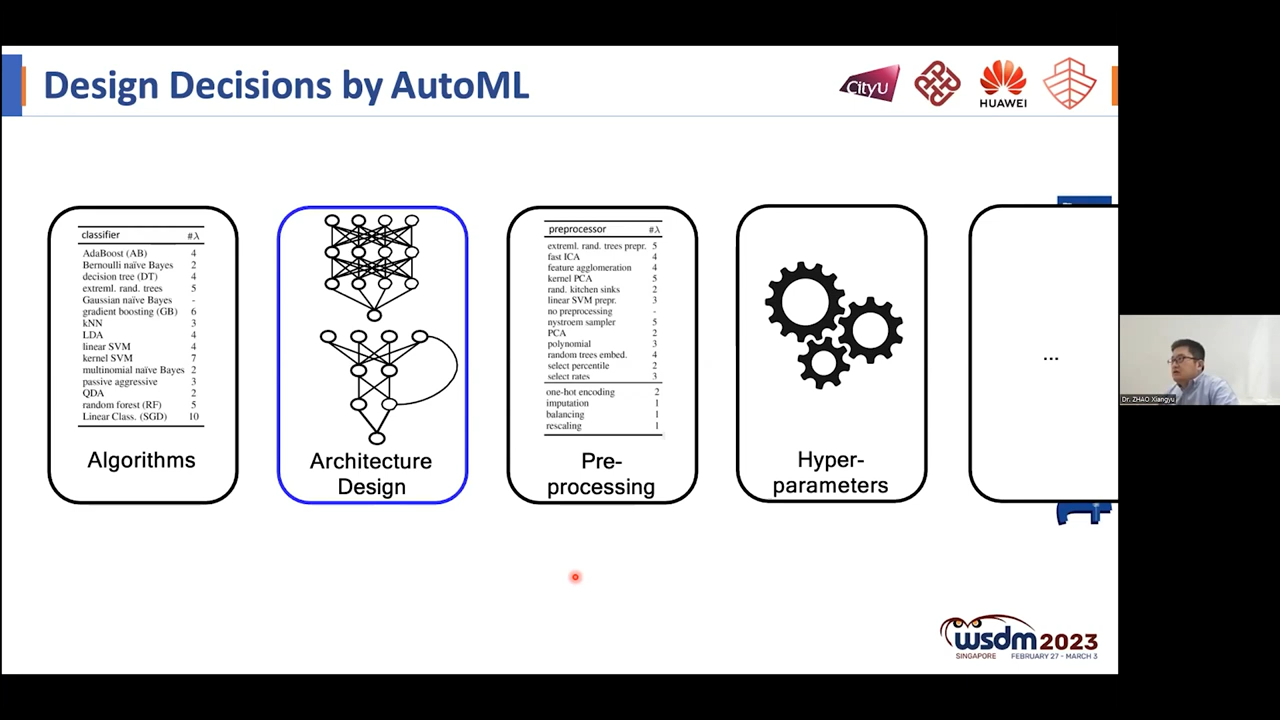 Design Decisions by AutoML
CityU
HUAWEI
classifier #λ
AdaBoost (AB) 4
Bernoulli naïve Bayes 2
decision tree (DT) 4
extreml. rand. trees 5
Gaussian naïve Bayes -
gradient boosting (GB) 6
kNN 3
LDA 4
linear SVM 4
kernel SVM 7
multinomial naïve Bayes 2
passive aggressive 3
QDA 2
random forest (RF) 5
Linear Class. (SGD) 10
Algorithms
Architecture
Design
preprocessor #λ
extreml. rand. trees prepr. 5
fast ICA 4
feature agglomeration 4
kernel PCA 5
rand. kitchen sinks 2
linear SVM prepr. 3
no preprocessing -
nystroem sampler 5
PCA 2
polynomial 3
random trees embed. 4
select percentile 2
select rates 3
one-hot encoding 2
imputation 1
balancing 1
rescaling 1
Pre-
processing
Hyper-
parameters
...
Dr. ZHAO Xiangyu
wsdm 2023
SINGAPORE FEBRUARY 27 - MARCH 3